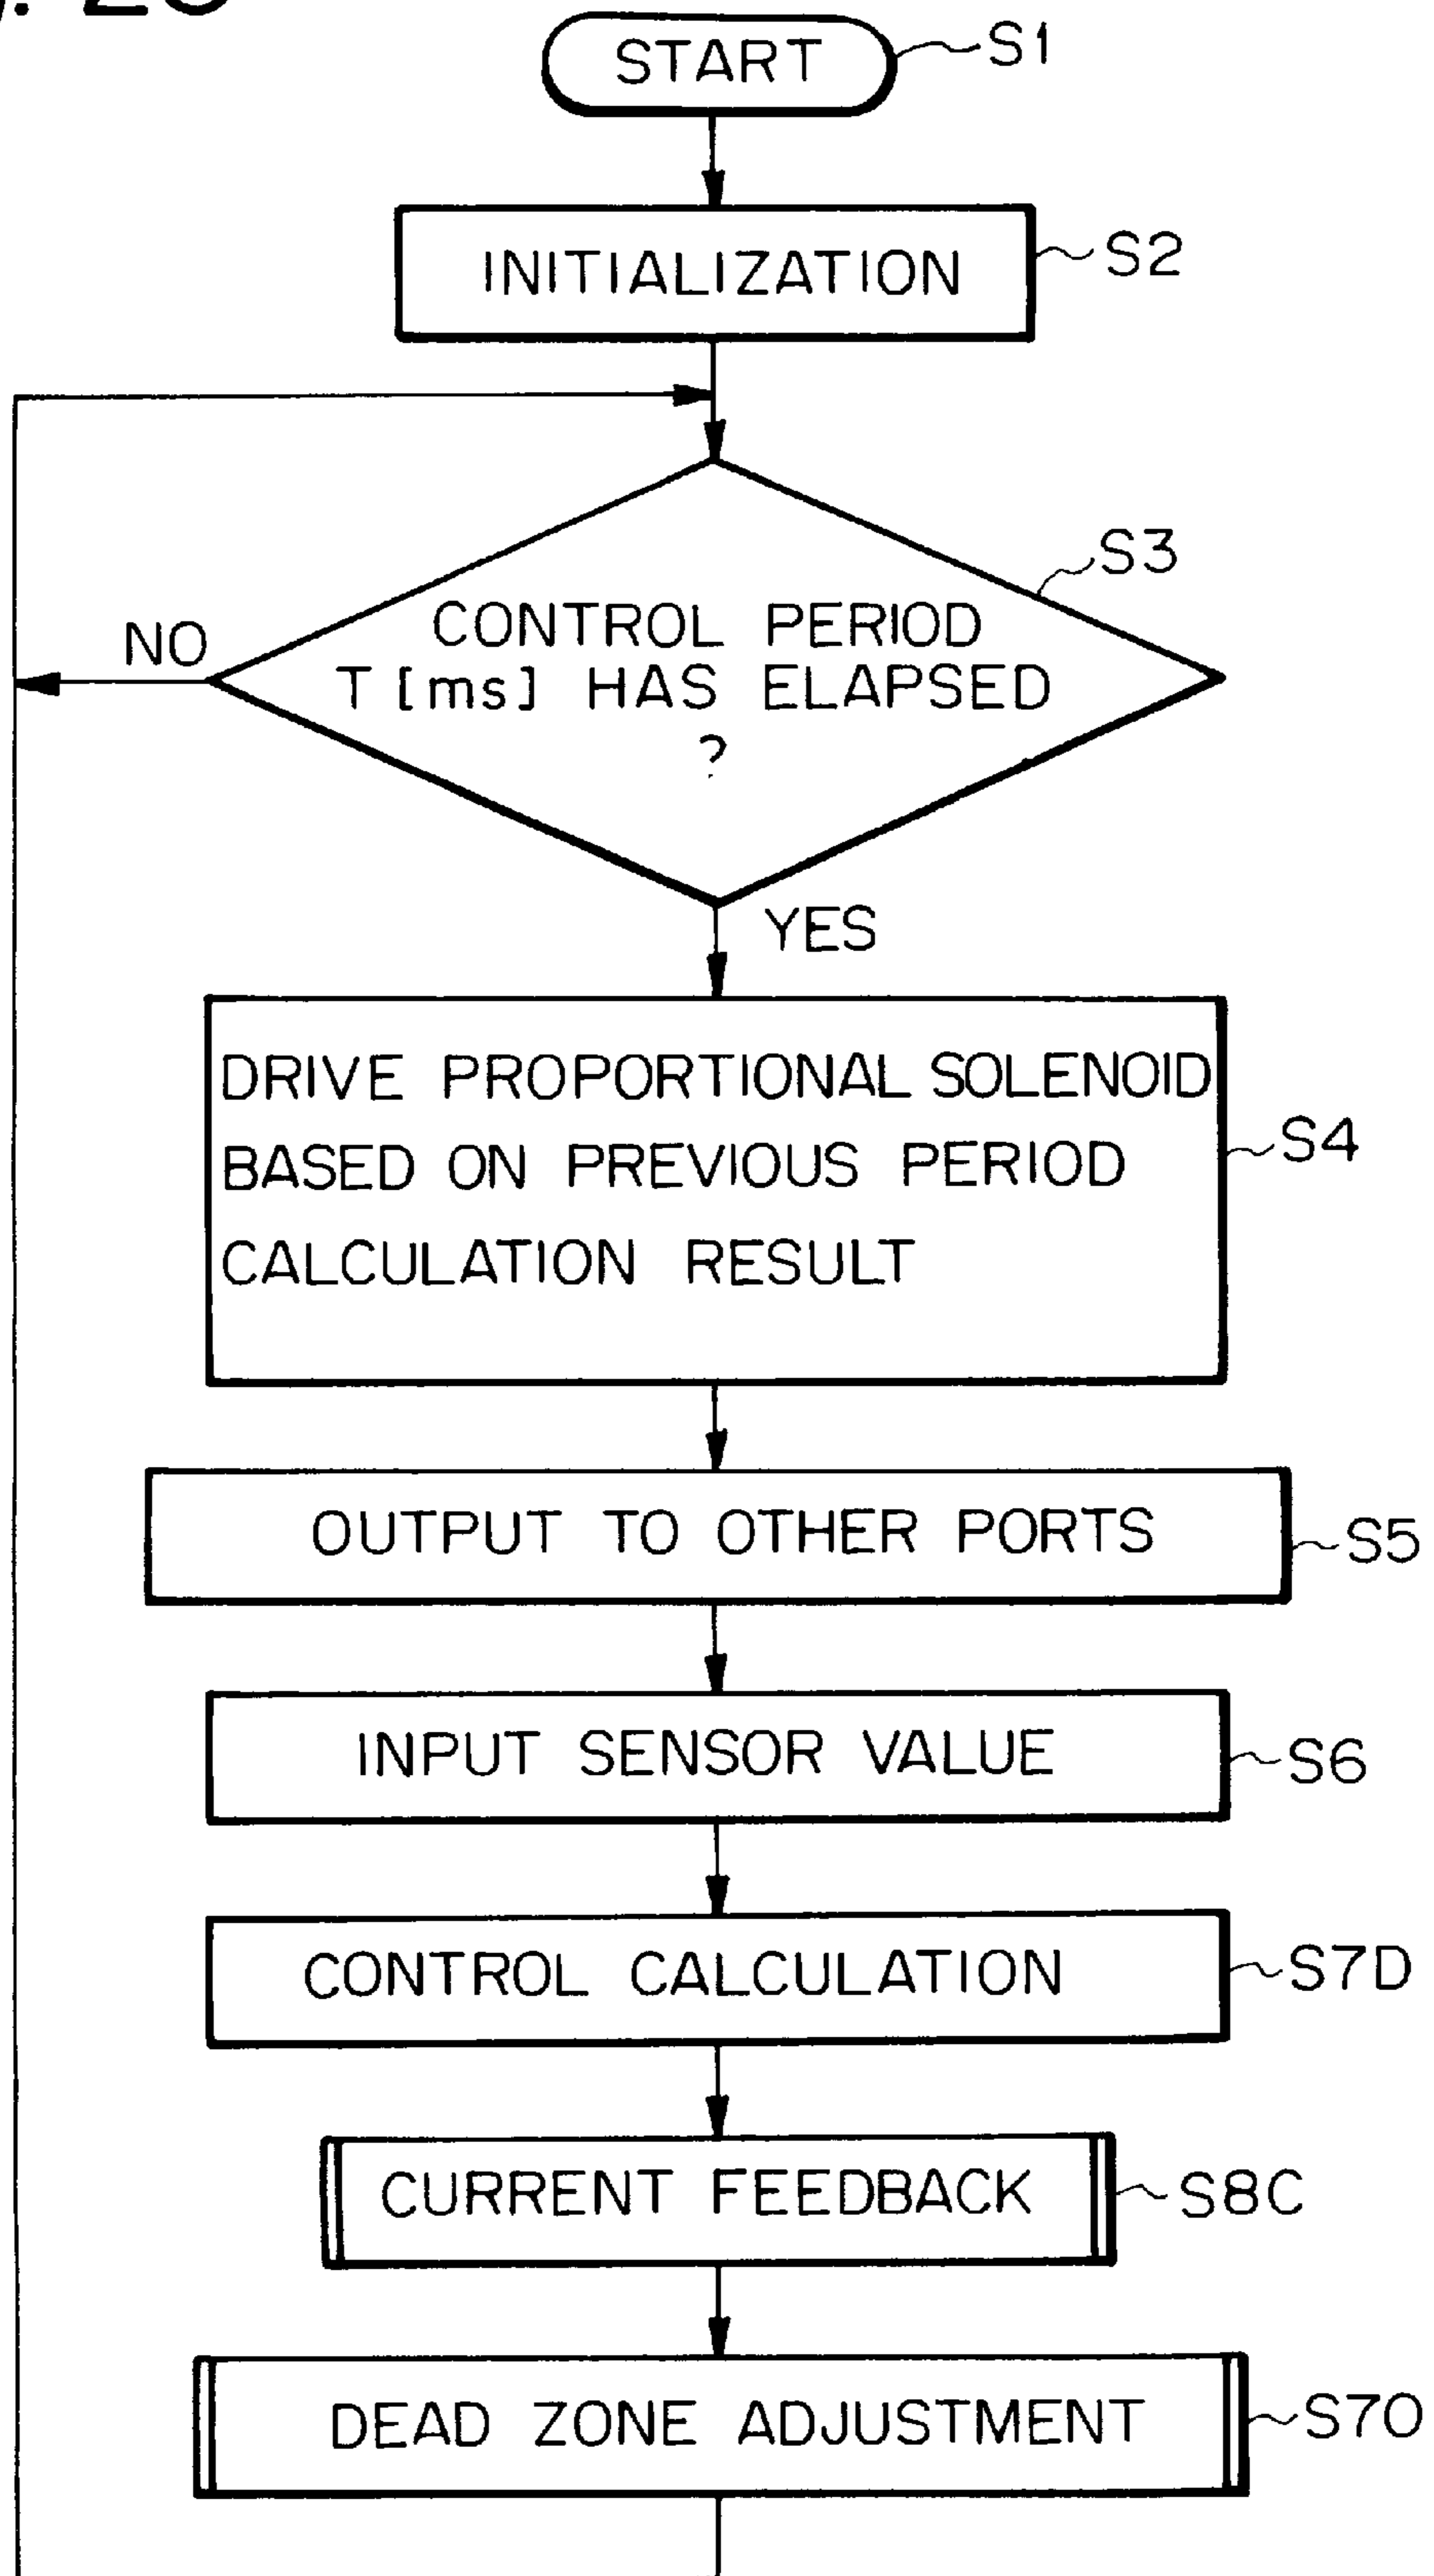 START
S1
INITIALIZATION
S2
S3
CONTROL PERIOD
NO
T [ms] HAS ELAPSED
?
YES
DRIVE PROPORTIONAL SOLENOID
BASED ON PREVIOUS PERIOD
S4
CALCULATION RESULT
OUTPUT TO OTHER PORTS
S5
INPUT SENSOR VALUE
S6
CONTROL CALCULATION
S7D
CURRENT FEEDBACK
S8C
DEAD ZONE ADJUSTMENT
S70